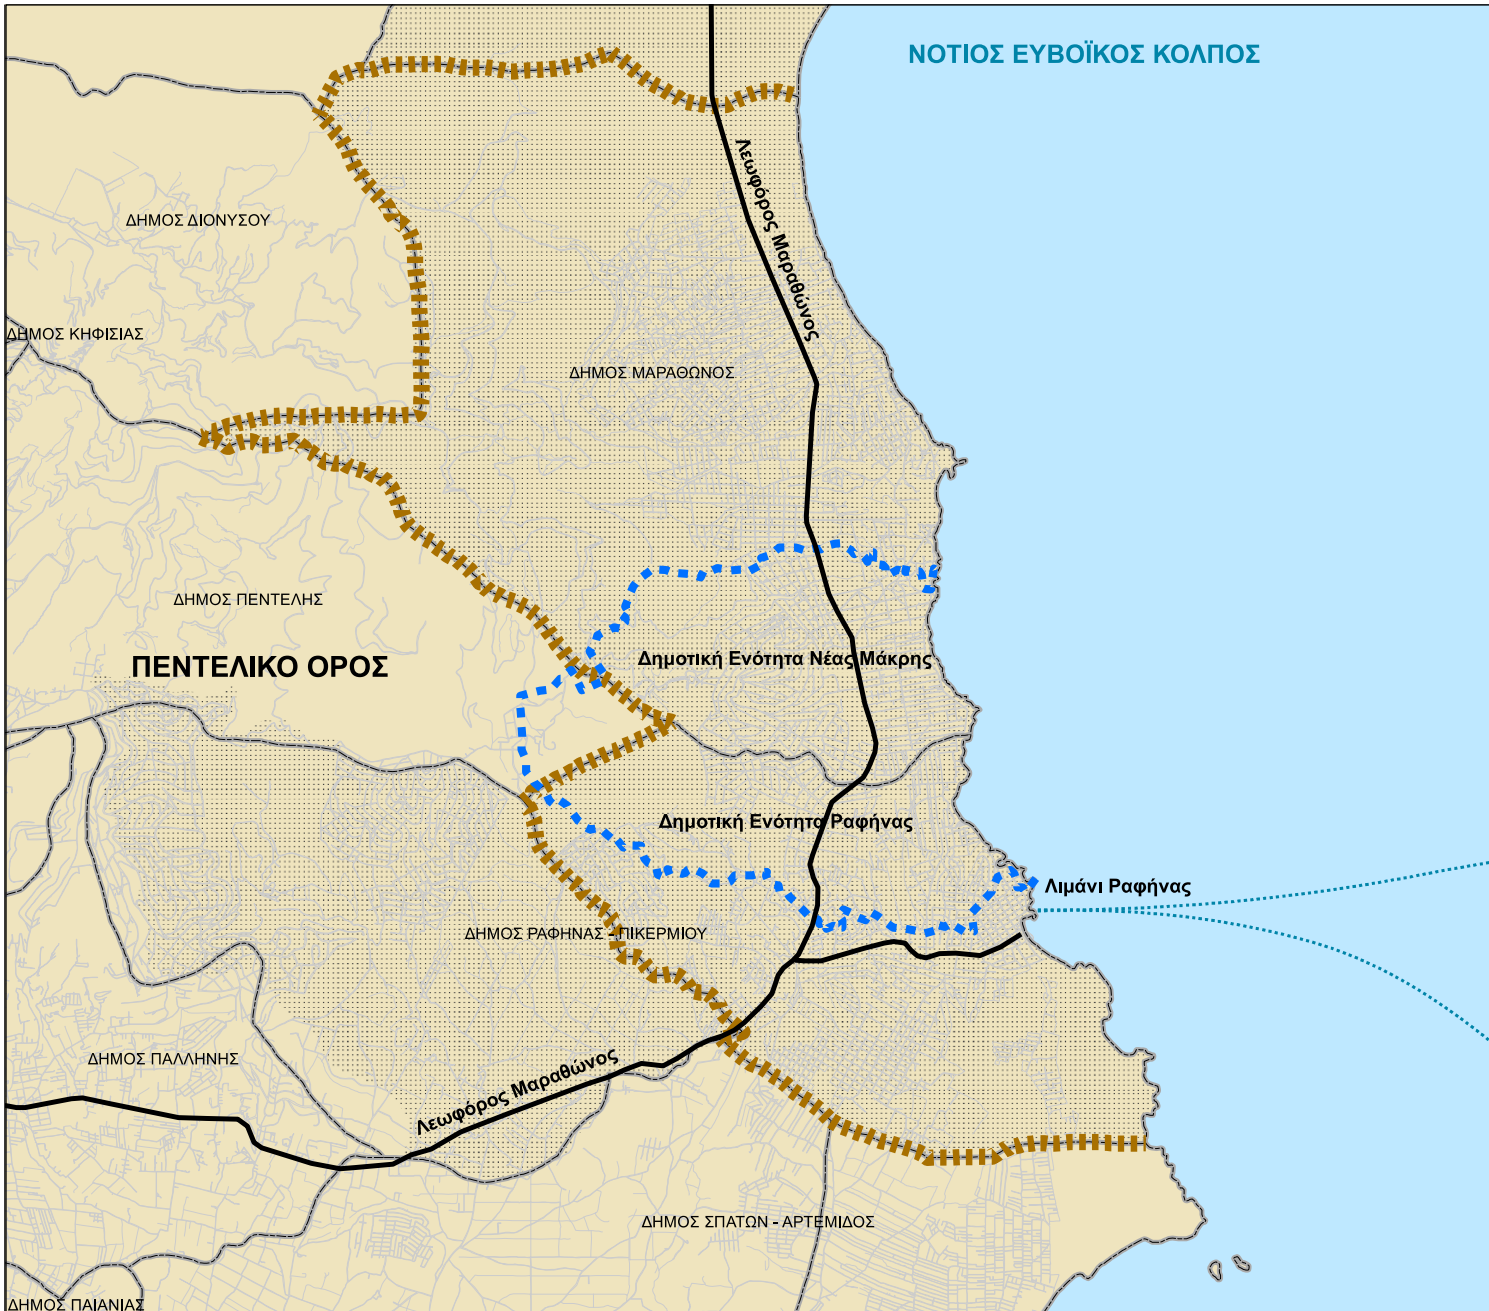 ΝΟΤΙΟΣ ΕΥΒΟΪΚΟΣ ΚΟΛΠΟΣ
Λεωφόρος Μαραθώνος
ΔΗΜΟΣ ΔΙΟΝΥΣΟΥ
ΔΗΜΟΣ ΚΗΦΙΣΙΑΣ
ΔΗΜΟΣ ΜΑΡΑΘΩΝΟΣ
ΔΗΜΟΣ ΠΕΝΤΕΛΗΣ
ΠΕΝΤΕΛΙΚΟ ΟΡΟΣ
Δημοτική Ενότητα Νέας Μάκρης
Δημοτική Ενότητα Ραφήνας
Λιμάνι Ραφήνας
ΔΗΜΟΣ ΡΑΦΗΝΑΣ - ΠΙΚΕΡΜΙΟΥ
ΔΗΜΟΣ ΠΑΛΛΗΝΗΣ
Λεωφόρος Μαραθώνος
ΔΗΜΟΣ ΣΠΑΤΩΝ - ΑΡΤΕΜΙΔΟΣ
ΔΗΜΟΣ ΠΑΙΑΝΙΑΣ